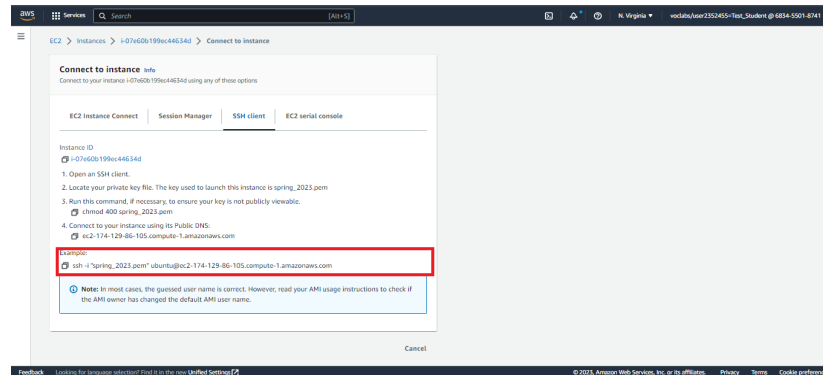 aws Services Search [Alt+S] N. Virginia ▼ voclabs/user2352455=Test_Student @ 6834-5501-8741
EC2 > Instances > i-07e60b199ec44634d > Connect to instance
Connect to instance Info
Connect to your instance i-07e60b199ec44634d using any of these options
EC2 Instance Connect Session Manager SSH client EC2 serial console
Instance ID
i-07e60b199ec44634d
1. Open an SSH client.
2. Locate your private key file. The key used to launch this instance is spring_2023.pem
3. Run this command, if necessary, to ensure your key is not publicly viewable.
chmod 400 spring_2023.pem
4. Connect to your instance using its Public DNS:
ec2-174-129-86-105.compute-1.amazonaws.com
Example:
ssh -i "spring_2023.pem" ubuntu@ec2-174-129-86-105.compute-1.amazonaws.com
Note: In most cases, the guessed user name is correct. However, read your AMI usage instructions to check if
the AMI owner has changed the default AMI user name.
Cancel
Feedback Looking for language selection? Find it in the new Unified Settings © 2023, Amazon Web Services, Inc. or its affiliates. Privacy Terms Cookie preferenc